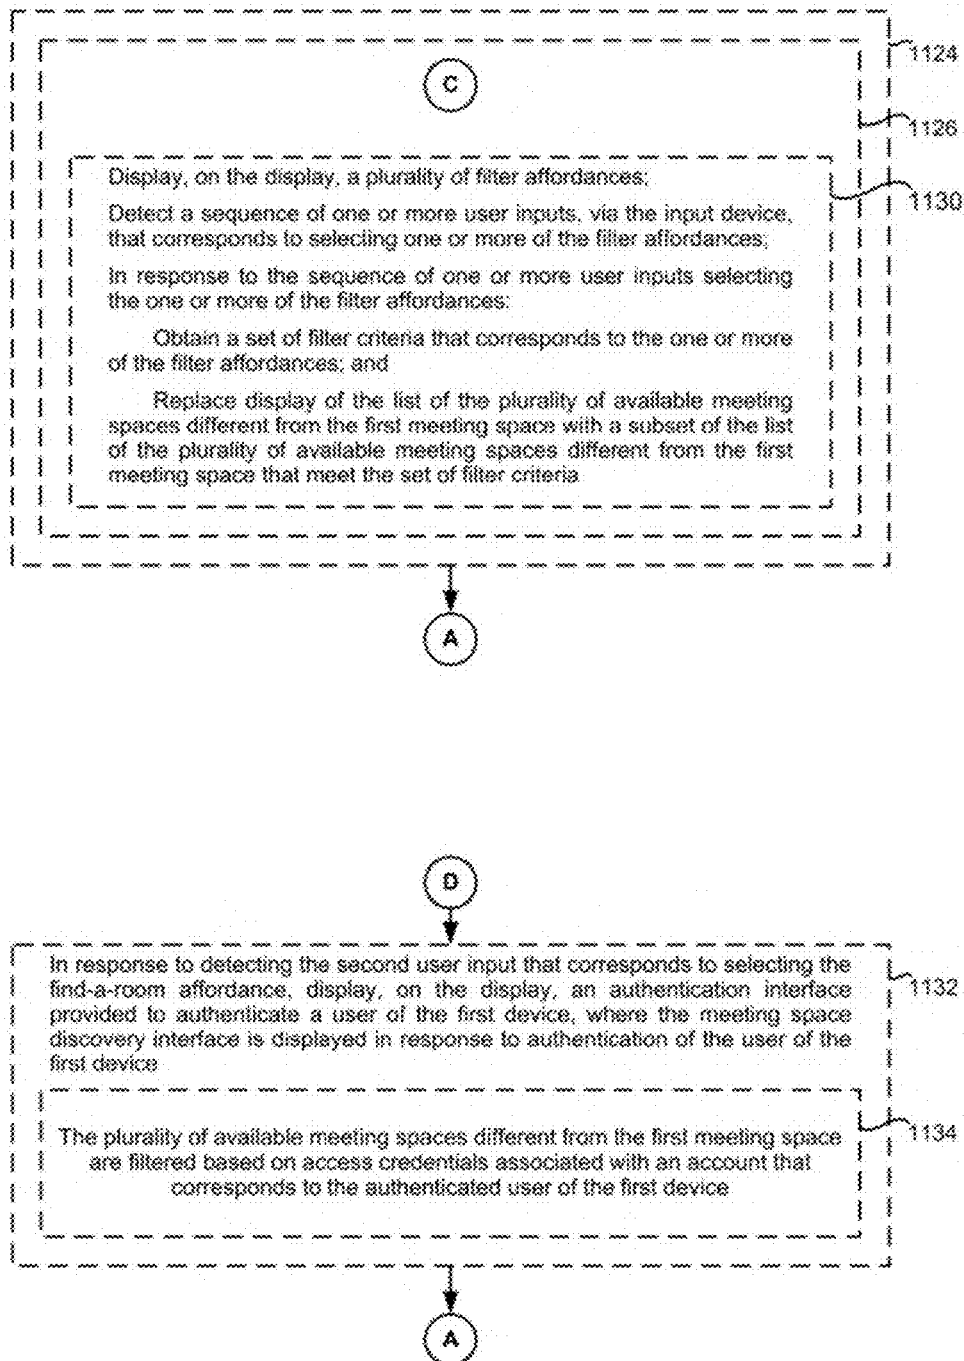 1124
C
1126
Display, on the display, a plurality of filter affordances;
1130
Detect a sequence of one or more user inputs, via the input device,
that corresponds to selecting one or more of the filter affordances;
In response to the sequence of one or more user inputs selecting
the one or more of the filter affordances:
Obtain a set of filter criteria that corresponds to the one or more
of the filter affordances; and
Replace display of the list of the plurality of available meeting
spaces different from the first meeting space with a subset of the list
of the plurality of available meeting spaces different from the first
meeting space that meet the set of filter criteria
A
D
In response to detecting the second user input that corresponds to selecting the
find-a-room affordance, display, on the display, an authentication interface
1132
provided to authenticate a user of the first device, where the meeting space
discovery interface is displayed in response to authentication of the user of the
first device
The plurality of available meeting spaces different from the first meeting space
1134
are filtered based on access credentials associated with an account that
corresponds to the authenticated user of the first device
A